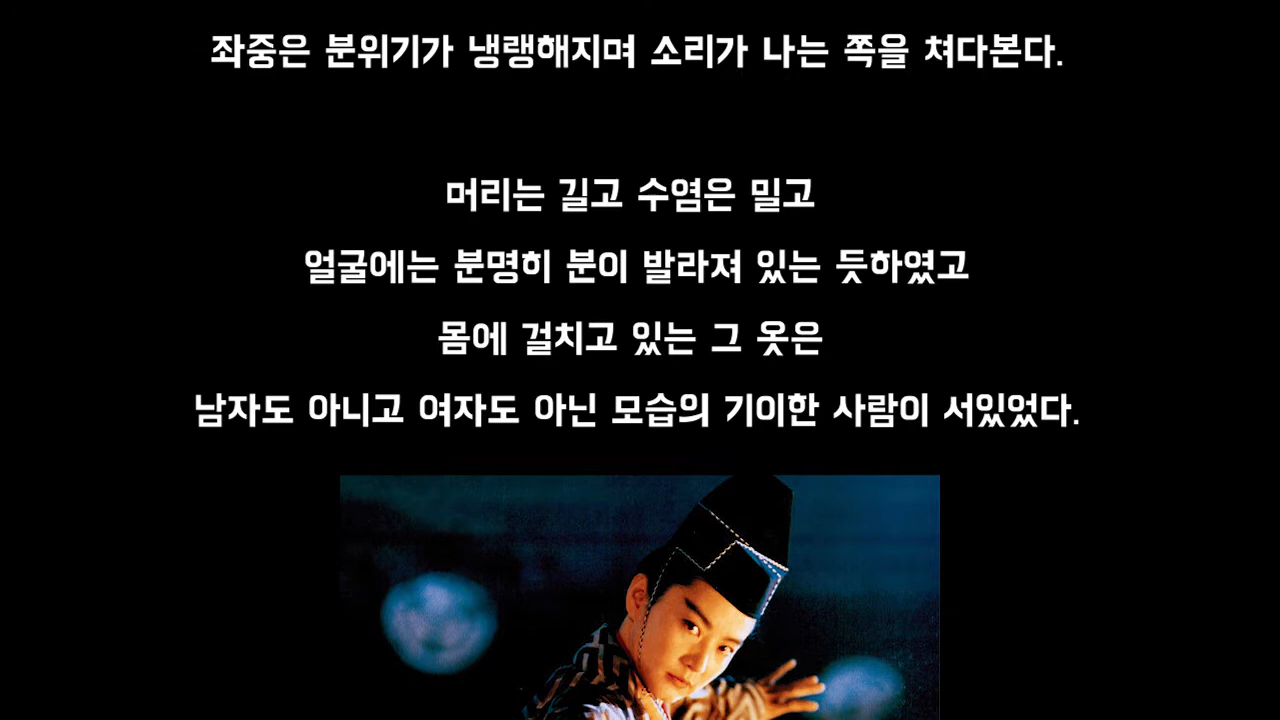 좌중은 분위기가 냉랭해지며 소리가 나는 쪽을 쳐다본다.
머리는 길고 수염은 밀고
얼굴에는 분명히 분이 발라져 있는 듯하였고
몸에 걸치고 있는 그 옷은
남자도 아니고 여자도 아닌 모습의 기이한 사람이 서있었다.